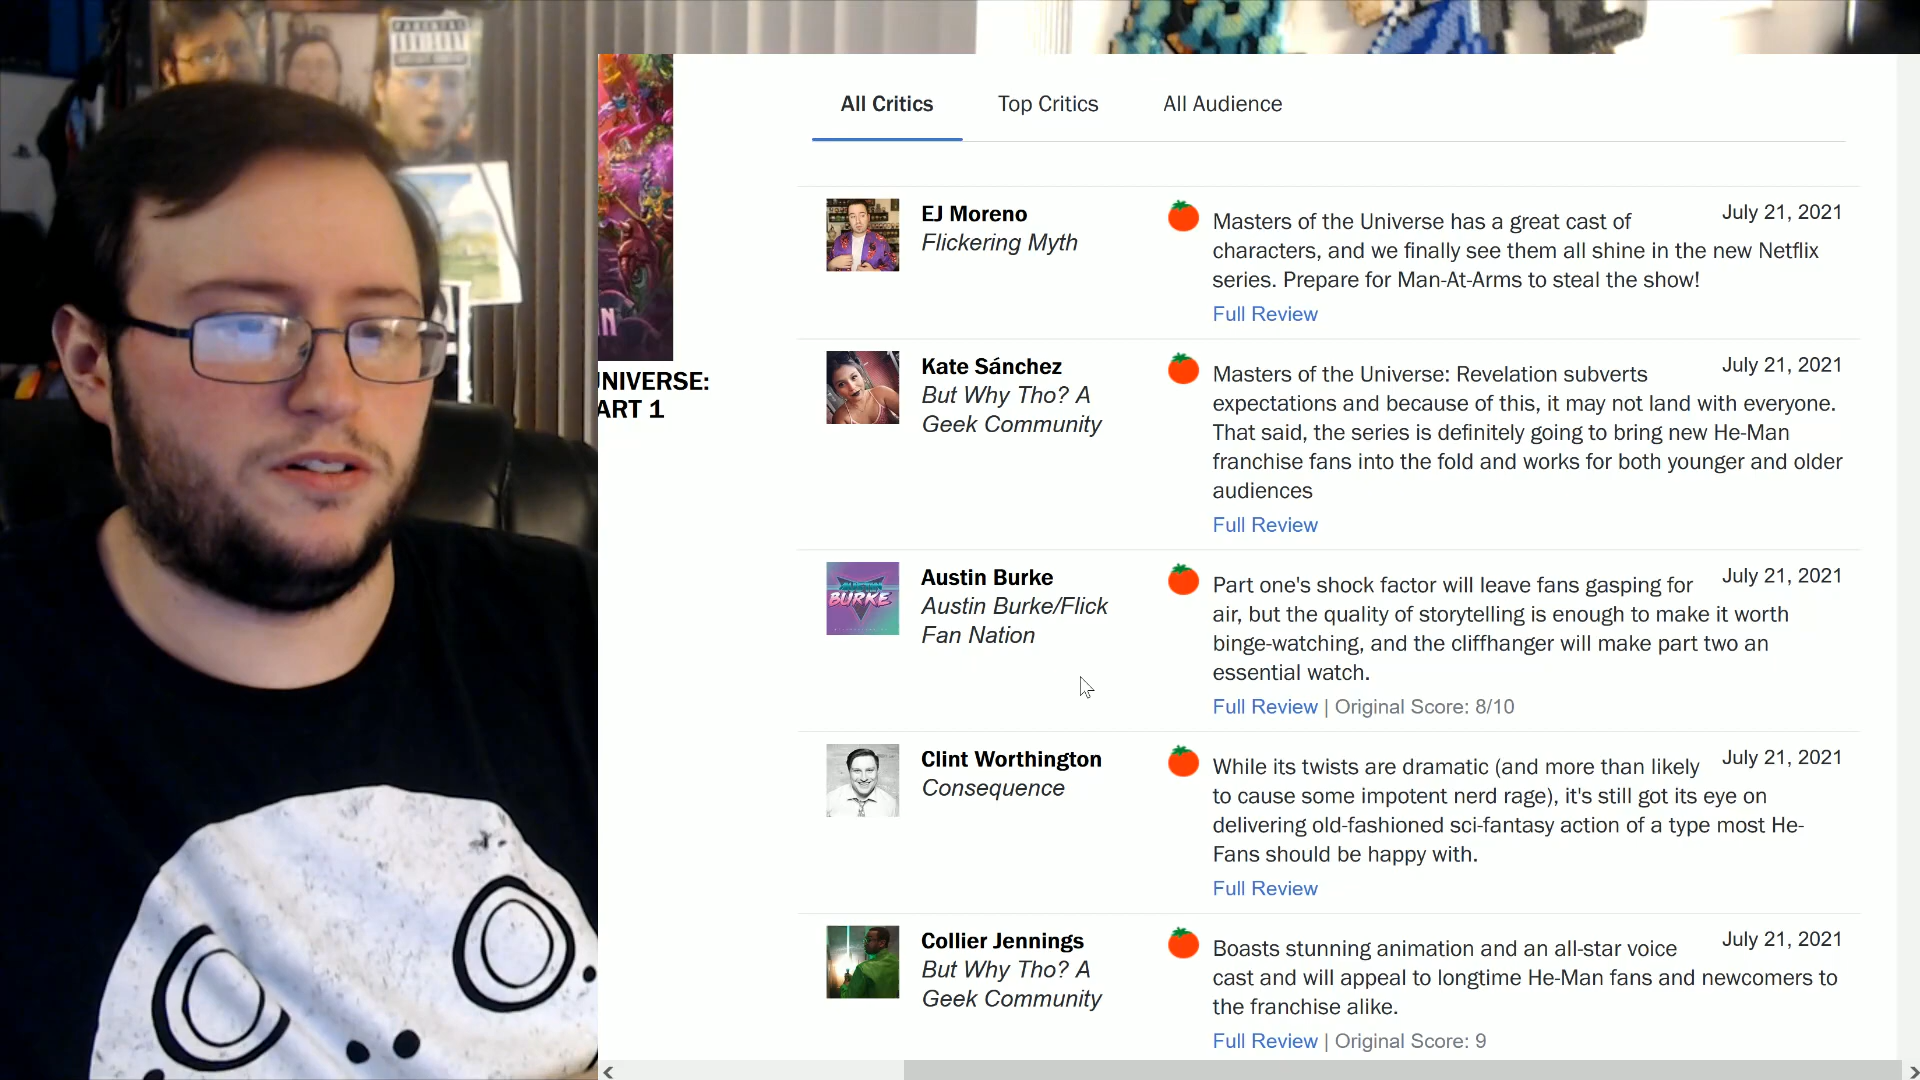 PARENTAL
ADVISORY
All Critics
Top Critics
All Audience
EJ Moreno
Flickering Myth
July 21, 2021
Masters of the Universe has a great cast of
characters, and we finally see them all shine in the new Netflix
series. Prepare for Man-At-Arms to steal the show!
Full Review
NIVERSE:
ART 1
Kate Sánchez
But Why Tho? A
Geek Community
July 21, 2021
Masters of the Universe: Revelation subverts
expectations and because of this, it may not land with everyone.
That said, the series is definitely going to bring new He-Man
franchise fans into the fold and works for both younger and older
audiences
Full Review
BURKE
Austin Burke
Austin Burke/Flick
Fan Nation
July 21, 2021
Part one's shock factor will leave fans gasping for
air, but the quality of storytelling is enough to make it worth
binge-watching, and the cliffhanger will make part two an
essential watch.
Full Review | Original Score: 8/10
Clint Worthington
Consequence
July 21, 2021
While its twists are dramatic (and more than likely
to cause some impotent nerd rage), it's still got its eye on
delivering old-fashioned sci-fantasy action of a type most He-
Fans should be happy with.
Full Review
Collier Jennings
But Why Tho? A
Geek Community
July 21, 2021
Boasts stunning animation and an all-star voice
cast and will appeal to longtime He-Man fans and newcomers to
the franchise alike.
Full Review | Original Score: 9